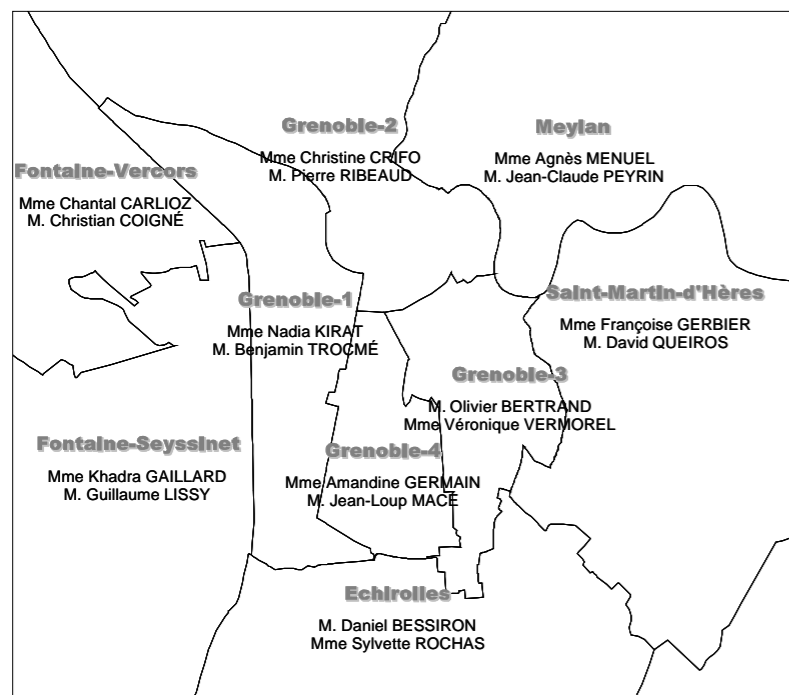 Grenoble-2
Mme Christine CRIFO
M. Pierre RIBEAUD
Meylan
Mme Agnès MENUEL
M. Jean-Claude PEYRIN
Fontaine-Vercors
Mme Chantal CARLIOZ
M. Christian COIGNÉ
Grenoble-1
Mme Nadia KIRAT
M. Benjamin TROCMÉ
Saint-Martin-d'Hères
Mme Françoise GERBIER
M. David QUEIROS
Grenoble-3
M. Olivier BERTRAND
Mme Véronique VERMOREL
Fontaine-Seyssinet
Mme Khadra GAILLARD
M. Guillaume LISSY
Grenoble-4
Mme Amandine GERMAIN
M. Jean-Loup MACE
Echirolles
M. Daniel BESSIRON
Mme Sylvette ROCHAS